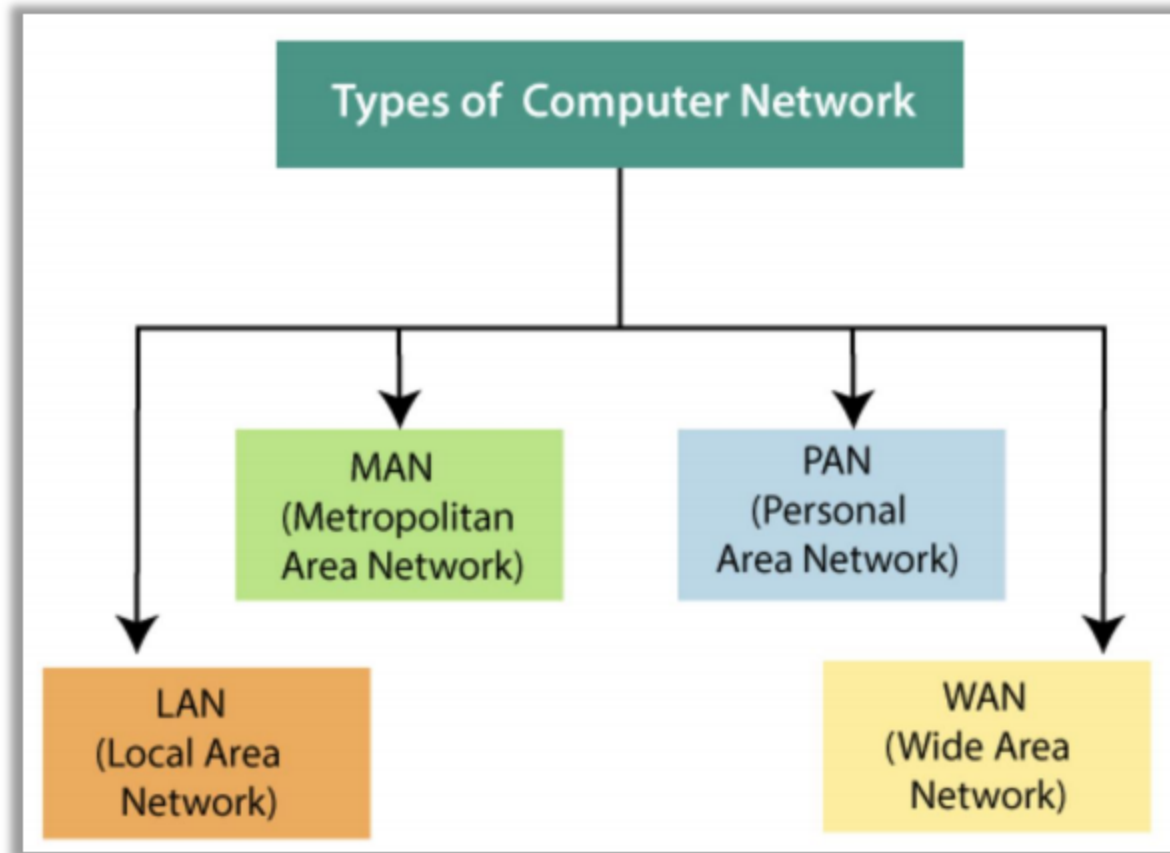 Types of Computer Network
MAN
(Metropolitan
Area Network)
PAN
(Personal
Area Network)
LAN
(Local Area
Network)
WAN
(Wide Area
Network)